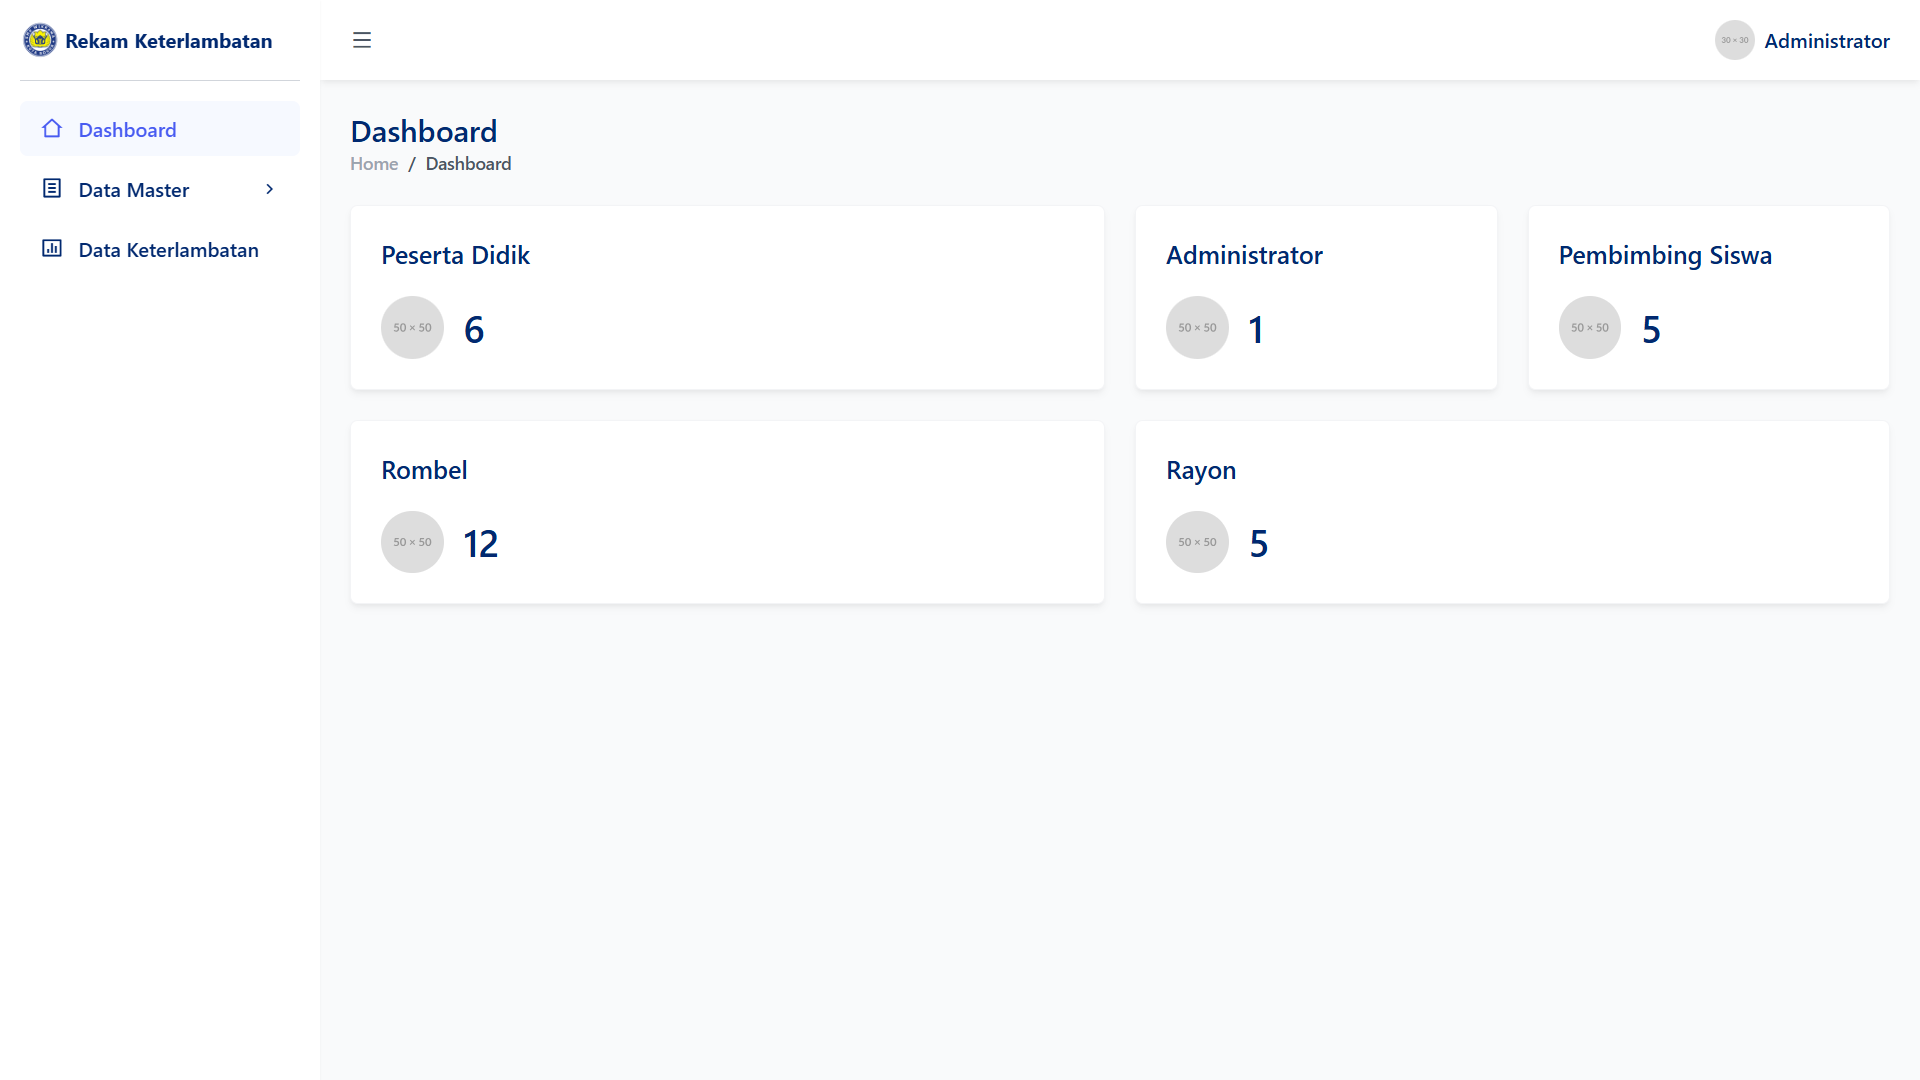 Rekam Keterlambatan
30 × 30
Administrator
Dashboard
Data Master
Data Keterlambatan
Dashboard
Home / Dashboard
Peserta Didik
50 × 50
6
Administrator
50 × 50
1
Pembimbing Siswa
50 × 50
5
Rombel
50 × 50
12
Rayon
50 × 50
5